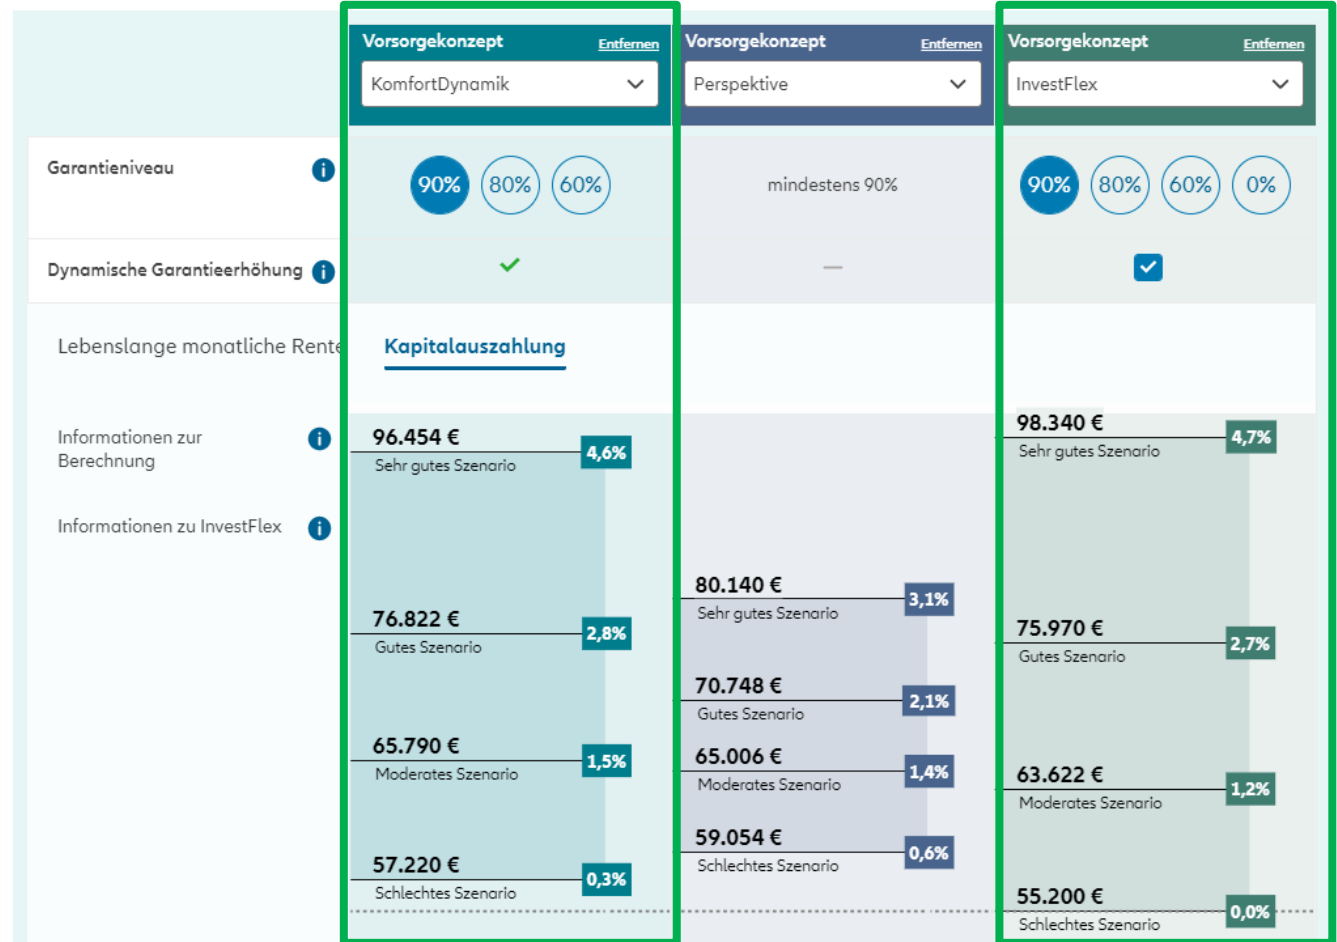 Vorsorgekonzept Entfernen
KomfortDynamik
Vorsorgekonzept Entfernen
Perspektive
Vorsorgekonzept Entfernen
InvestFlex
Garantieniveau i
90% 80% 60%
mindestens 90%
90% 80% 60% 0%
Dynamische Garantieerhöhung i
Lebenslange monatliche Rente
Kapitalauszahlung
Informationen zur
Berechnung i
Informationen zu InvestFlex i
96.454 €
Sehr gutes Szenario
4,6%
76.822 €
Gutes Szenario
2,8%
65.790 €
Moderates Szenario
1,5%
57.220 €
Schlechtes Szenario
0,3%
80.140 €
Sehr gutes Szenario
3,1%
70.748 €
Gutes Szenario
2,1%
65.006 €
Moderates Szenario
1,4%
59.054 €
Schlechtes Szenario
0,6%
98.340 €
Sehr gutes Szenario
4,7%
75.970 €
Gutes Szenario
2,7%
63.622 €
Moderates Szenario
1,2%
55.200 €
Schlechtes Szenario
0,0%